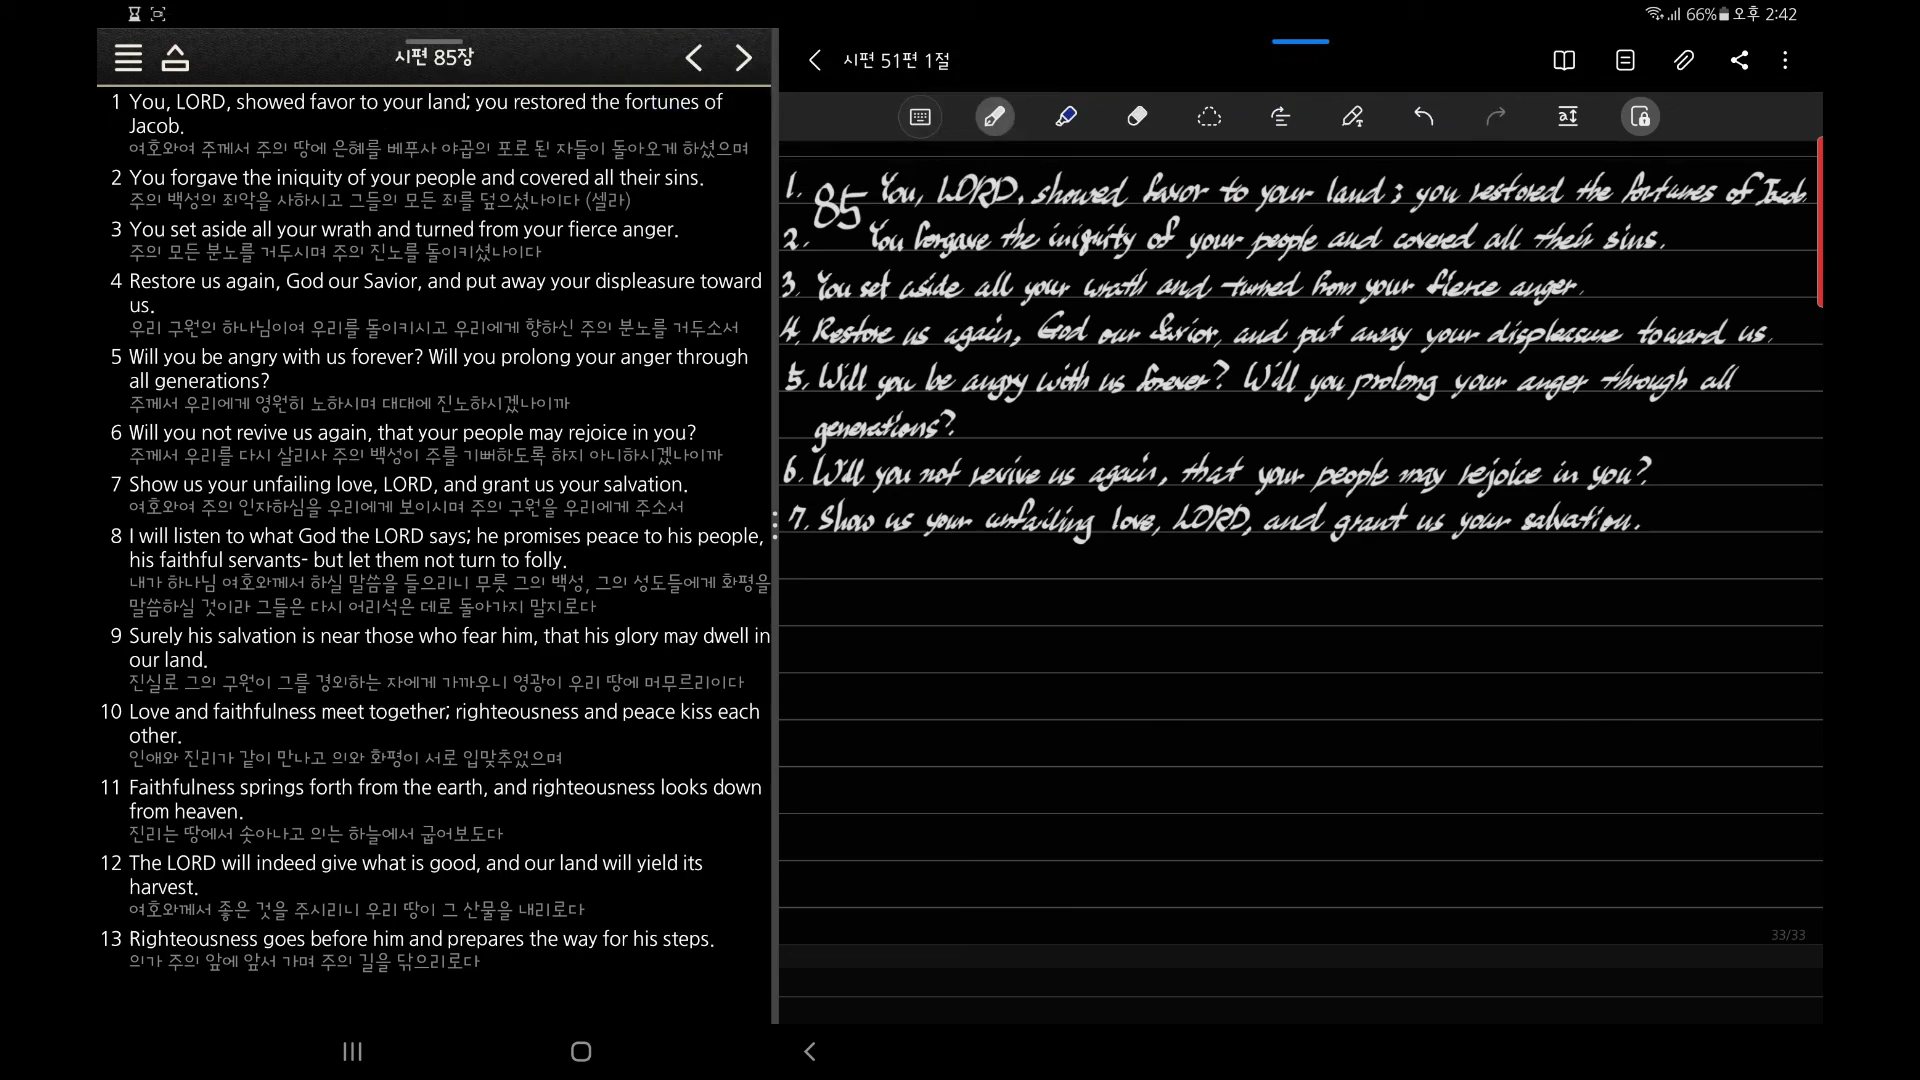 66% 오후 2:42
시편 85장
1 You, LORD, showed favor to your land; you restored the fortunes of
Jacob.
여호와여 주께서 주의 땅에 은혜를 베푸사 야곱의 포로 된 자들이 돌아오게 하셨으며
2 You forgave the iniquity of your people and covered all their sins.
주의 백성의 죄악을 사하시고 그들의 모든 죄를 덮으셨나이다 (셀라)
3 You set aside all your wrath and turned from your fierce anger.
주의 모든 분노를 거두시며 주의 진노를 돌이키셨나이다
4 Restore us again, God our Savior, and put away your displeasure toward
us.
우리 구원의 하나님이여 우리를 돌이키시고 우리에게 향하신 주의 분노를 거두소서
5 Will you be angry with us forever? Will you prolong your anger through
all generations?
주께서 우리에게 영원히 노하시며 대대에 진노하시겠나이까
6 Will you not revive us again, that your people may rejoice in you?
주께서 우리를 다시 살리사 주의 백성이 주를 기뻐하도록 하지 아니하시겠나이까
7 Show us your unfailing love, LORD, and grant us your salvation.
여호와여 주의 인자하심을 우리에게 보이시며 주의 구원을 우리에게 주소서
8 I will listen to what God the LORD says; he promises peace to his people,
his faithful servants- but let them not turn to folly.
내가 하나님 여호와께서 하실 말씀을 들으리니 무릇 그의 백성, 그의 성도들에게 화평을
말씀하실 것이라 그들은 다시 어리석은 데로 돌아가지 말지로다
9 Surely his salvation is near those who fear him, that his glory may dwell in
our land.
진실로 그의 구원이 그를 경외하는 자에게 가까우니 영광이 우리 땅에 머무르리이다
10 Love and faithfulness meet together; righteousness and peace kiss each
other.
인애와 진리가 같이 만나고 의와 화평이 서로 입맞추었으며
11 Faithfulness springs forth from the earth, and righteousness looks down
from heaven.
진리는 땅에서 솟아나고 의는 하늘에서 굽어보도다
12 The LORD will indeed give what is good, and our land will yield its
harvest.
여호와께서 좋은 것을 주시리니 우리 땅이 그 산물을 내리로다
13 Righteousness goes before him and prepares the way for his steps.
의가 주의 앞에 앞서 가며 주의 길을 닦으리로다
시편 51편 1절
1. 85 You, LORD, showed favor to your land; you restored the fortunes of Jacob.
2. You forgave the iniquity of your people and covered all their sins.
3. You set aside all your wrath and turned from your fierce anger.
4. Restore us again, God our Savior, and put away your displeasure toward us.
5. Will you be angry with us forever? Will you prolong your anger through all
generations?
6. Will you not revive us again, that your people may rejoice in you?
7. Show us your unfailing love, LORD, and grant us your salvation.
33/33